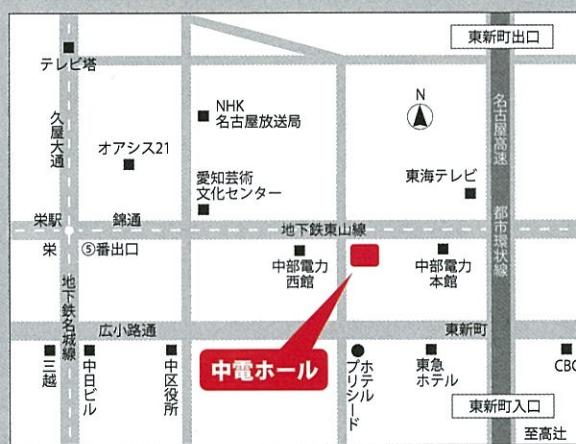 東新町出口
テレビ塔
久屋大通
NHK
名古屋放送局
N
名古屋高速
都市環状線
オアシス21
愛知芸術
文化センター
東海テレビ
栄駅
錦通
地下鉄東山線
栄
⑤番出口
中部電力
西館
中部電力
本館
地下鉄名城線
広小路通
東新町
三越
中日ビル
中区役所
中電ホール
ホテル
プリシード
東急
ホテル
CBC
東新町入口
至高辻